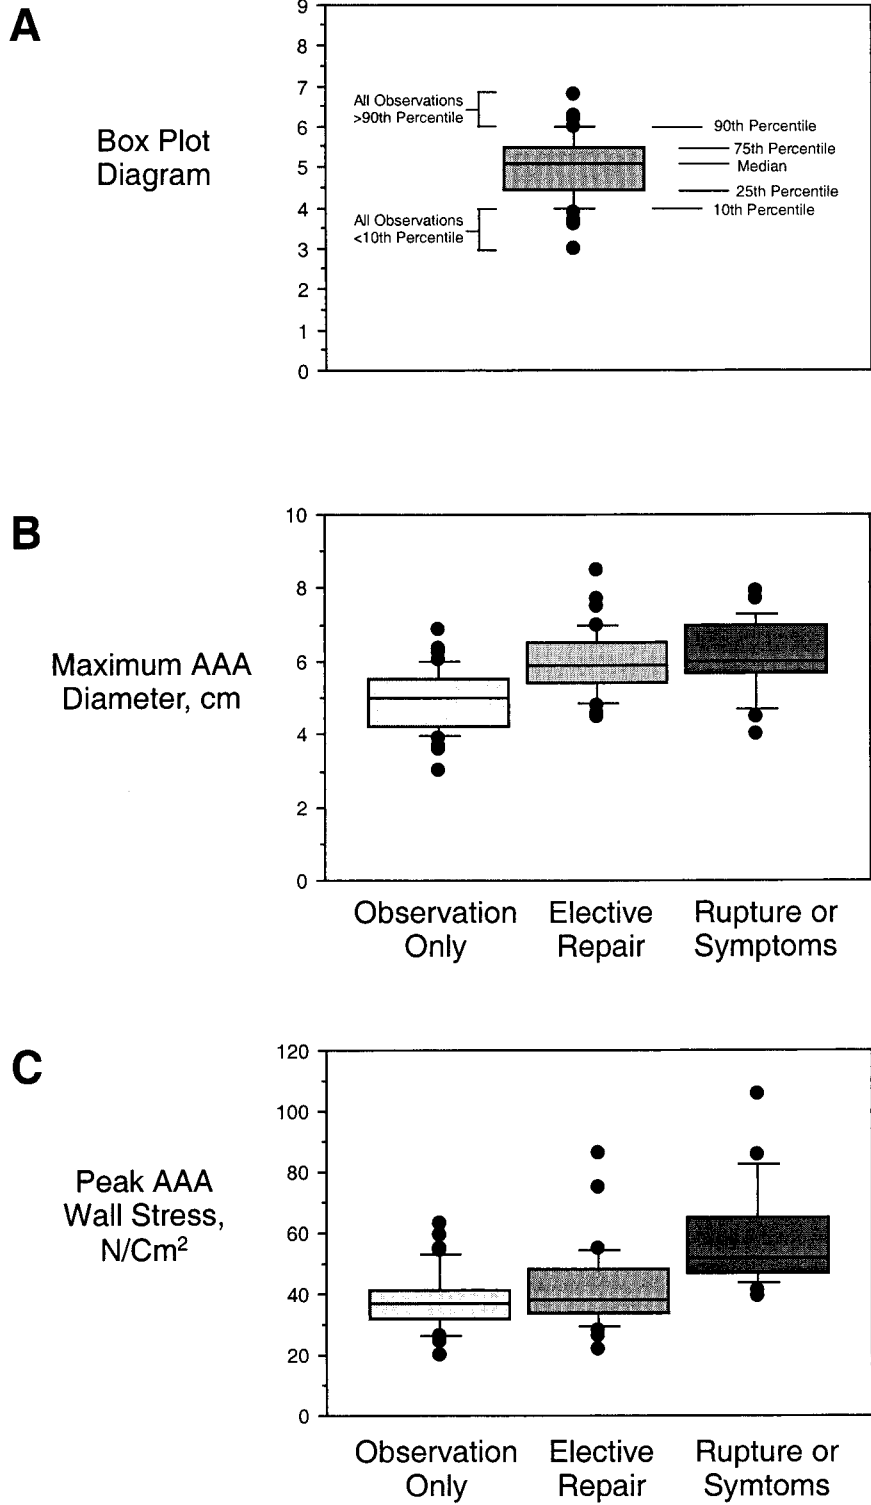 A
Box Plot
Diagram
9
8
7
6
5
4
3
2
1
0
All Observations
>90th Percentile
All Observations
<10th Percentile
90th Percentile
75th Percentile
Median
25th Percentile
10th Percentile
B
Maximum AAA
Diameter, cm
10
8
6
4
2
0
Observation
Only
Elective
Repair
Rupture or
Symptoms
C
Peak AAA
Wall Stress,
N/Cm²
120
100
80
60
40
20
0
Observation
Only
Elective
Repair
Rupture or
Symtoms